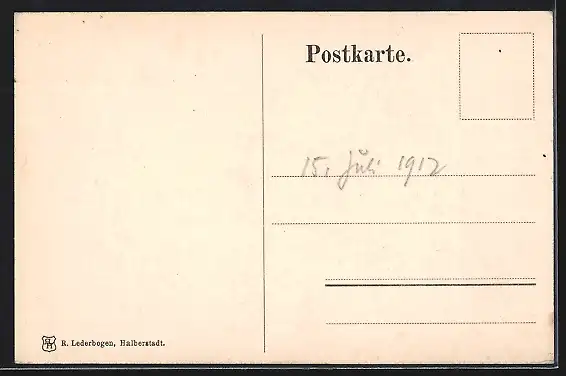 Postkarte.
15. Juli 1912
R. Lederbogen, Halberstadt.